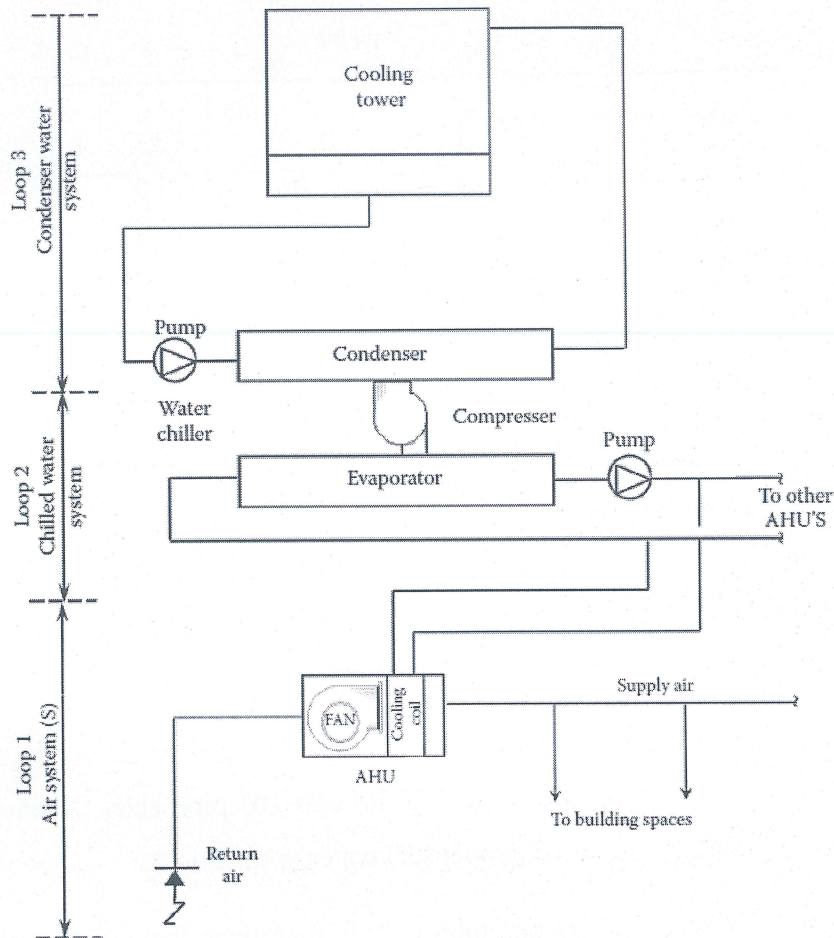 Cooling
tower
Loop 3
Condenser water
system
Pump
Condenser
Water
chiller
Compresser
Pump
Loop 2
Chilled water
system
Evaporator
To other
AHU'S
Loop 1
Air system (S)
FAN
Cooling
coil
Supply air
AHU
To building spaces
Return
air